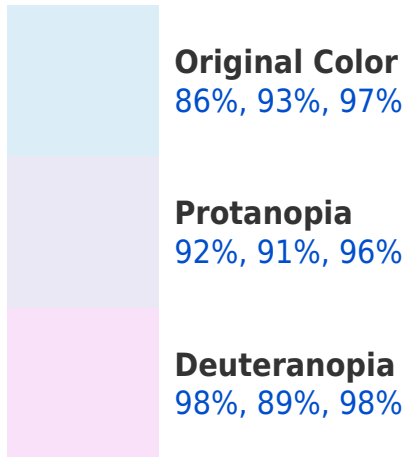 Original Color
86%, 93%, 97%
Protanopia
92%, 91%, 96%
Deuteranopia
98%, 89%, 98%